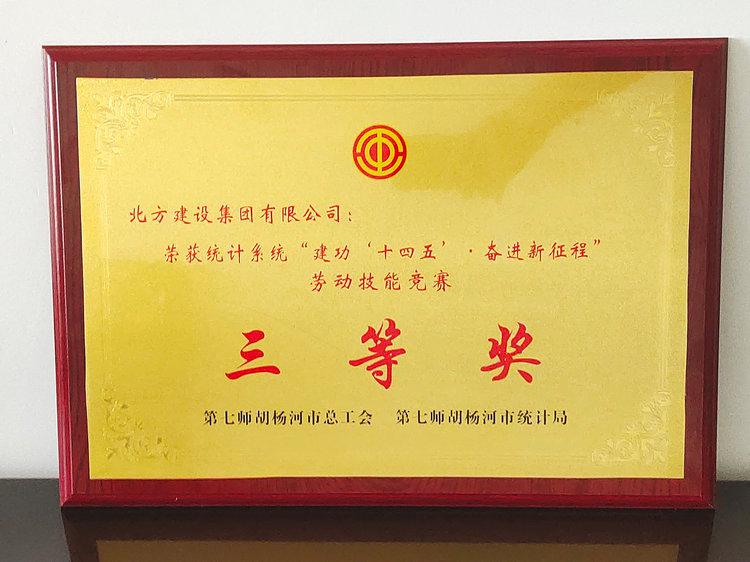 北方建设集团有限公司：
荣获统计系统“建功‘十四五’·奋进新征程”
劳动技能竞赛
三等奖
第七师胡杨河市总工会 第七师胡杨河市统计局